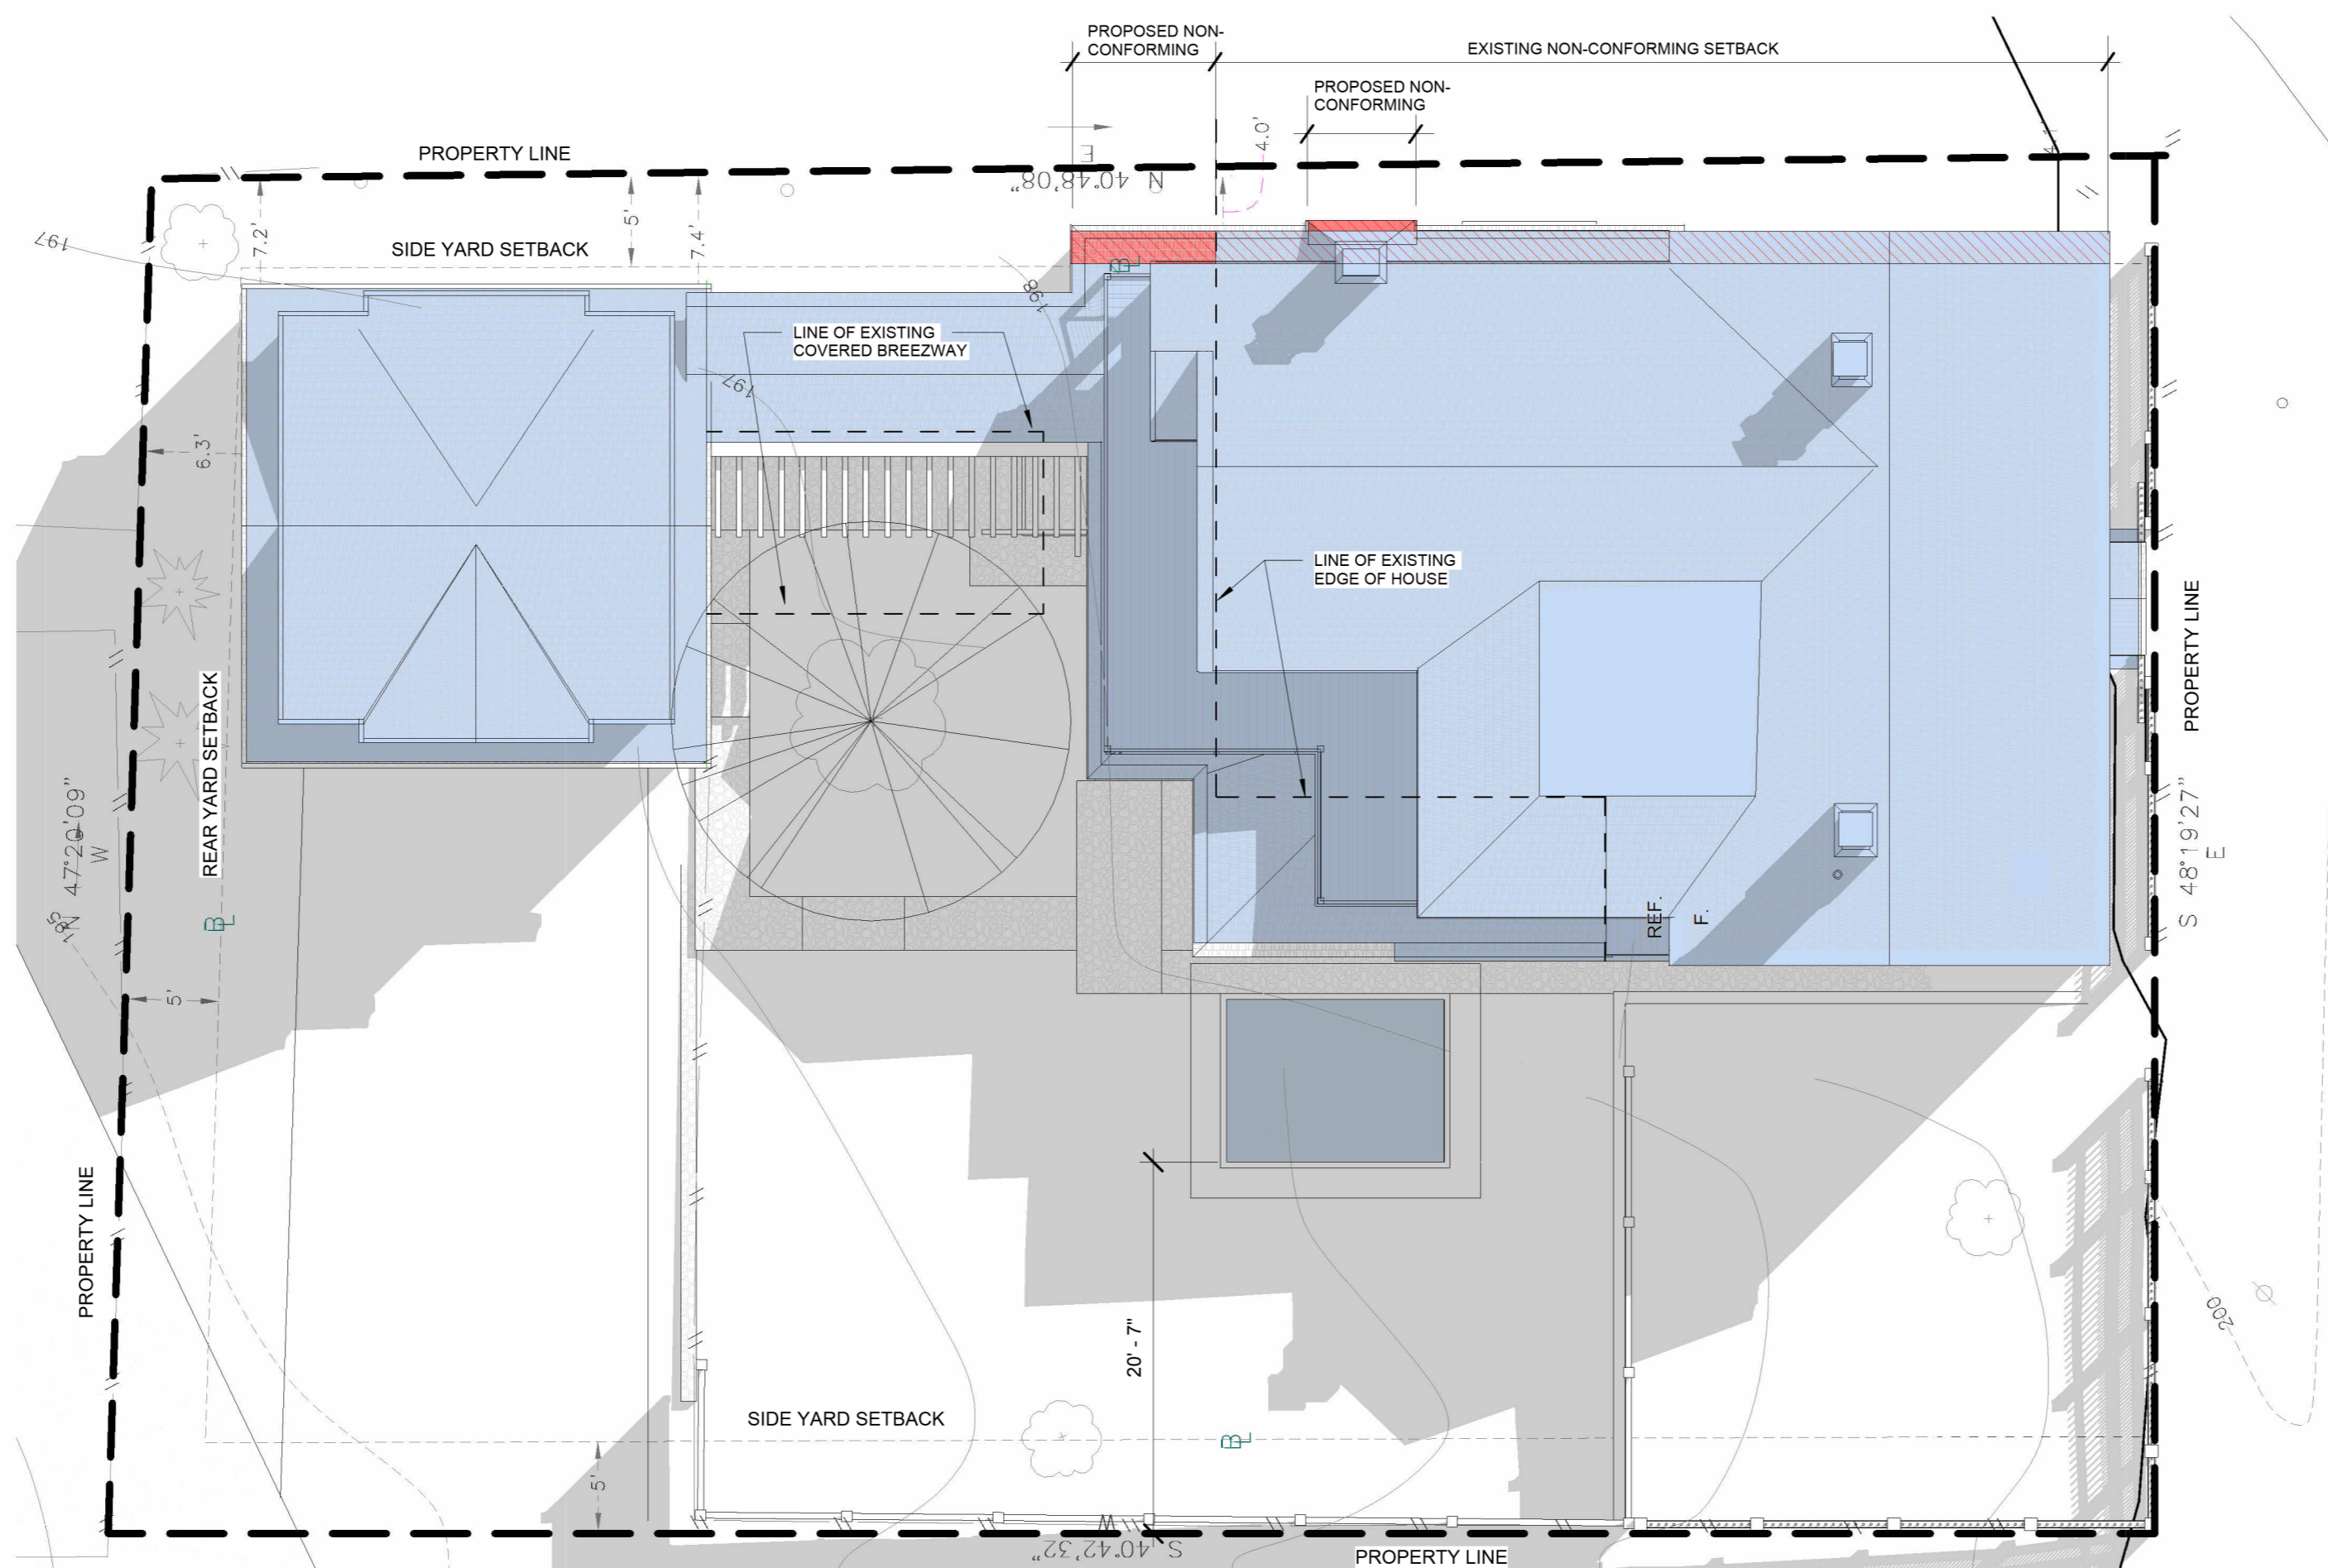 PROPOSED NON-
CONFORMING
EXISTING NON-CONFORMING SETBACK
PROPOSED NON-
CONFORMING
4.0'
PROPERTY LINE
N 40°48'08"
E
7.2'
5'
7.4'
SIDE YARD SETBACK
197
198
BL
LINE OF EXISTING
COVERED BREEZWAY
197
6.3'
LINE OF EXISTING
EDGE OF HOUSE
PROPERTY LINE
REAR YARD SETBACK
N 47°20'09"
W
S 48°19'27"
E
REF.
F.
BL
5'
PROPERTY LINE
20' - 7"
200
SIDE YARD SETBACK
BL
5'
S 40°42'32"
W
PROPERTY LINE